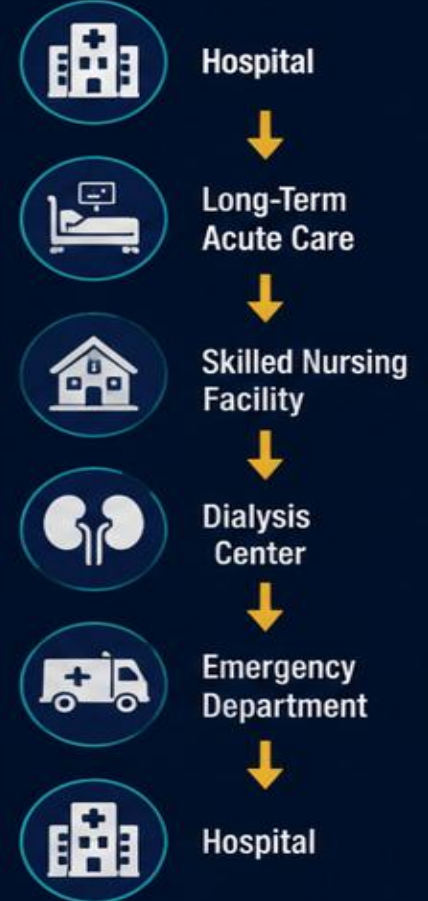 Hospital
Long-Term
Acute Care
Skilled Nursing
Facility
Dialysis
Center
Emergency
Department
Hospital